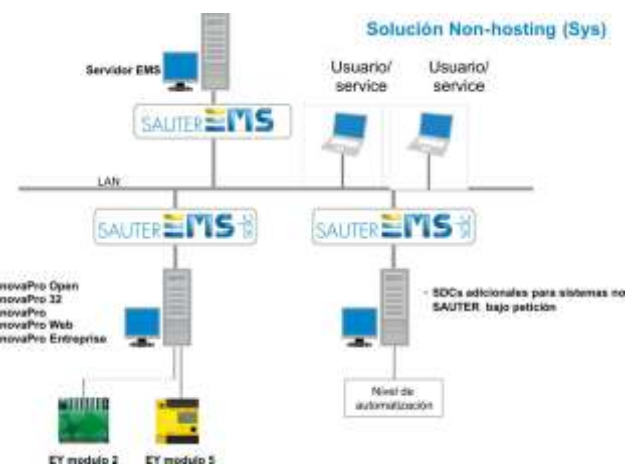 Solución Non-hosting (Sys)
Servidor EMS
Usuario/
service
Usuario/
service
SAUTER EMS
LAN
SAUTER EMS sdc
SAUTER EMS sdc
novaPro Open
novaPro 32
novaPro
novaPro Web
novaPro Entreprise
- SDCs adicionales para sistemas no
SAUTER bajo petición
Nivel de
automatización
EY modulo 2
EY modulo 5